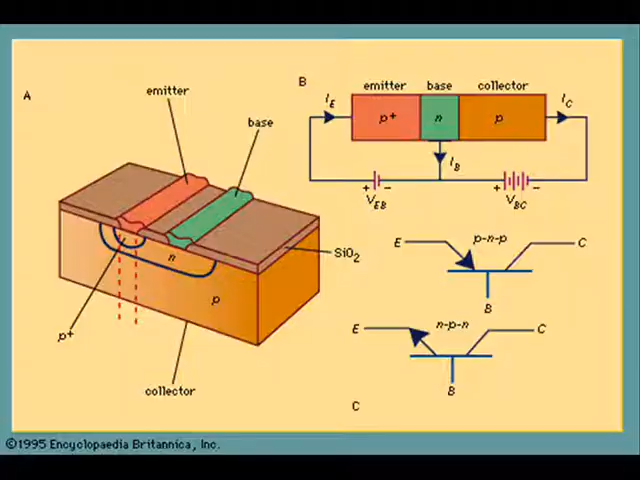 A
emitter
base
SiO2
n
p
p+
collector
B
emitter base collector
IE
p+ n p
IC
IB
+ -
VEB
+ -
VBC
E p-n-p C
B
E n-p-n C
B
C
©1995 Encyclopaedia Britannica, Inc.